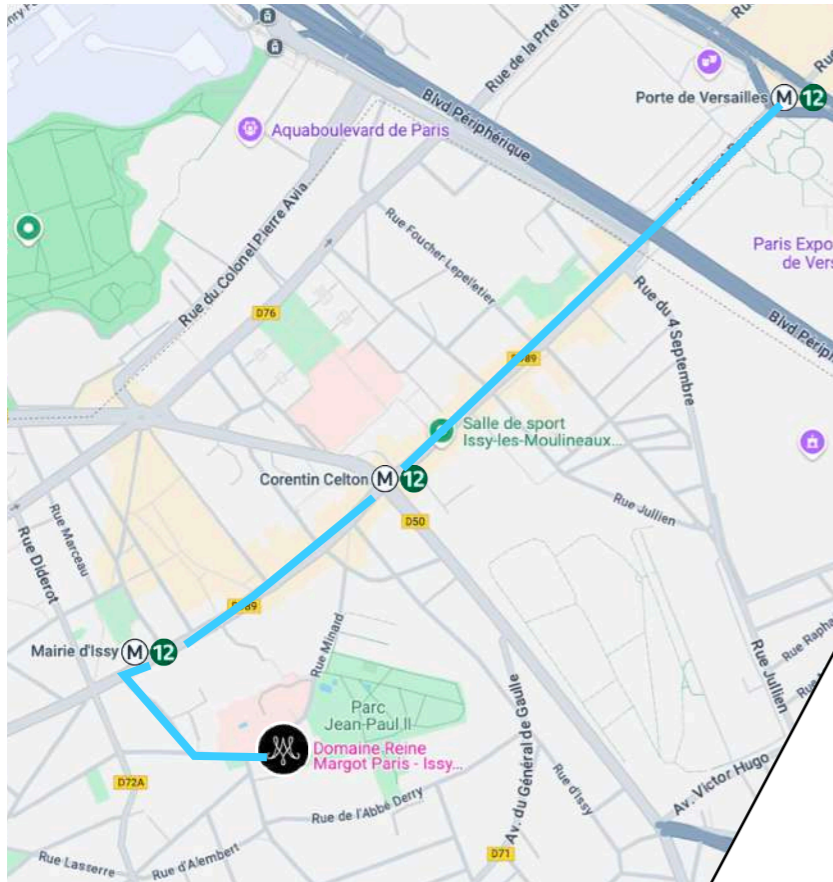 Rue de la Prte d'Is
Porte de Versailles M 12
Blvd Périphérique
Aquaboulevard de Paris
Rue du Colonel Pierre Avia
Rue Foucher Lepelletier
Paris Expo
de Vers
Rue du 4 Septembre
Blvd Périp
D76
Salle de sport
Issy-les-Moulineaux...
Corentin Celton M 12
Rue Jullien
D50
Rue Marceau
Rue Diderot
Mairie d'Issy M 12
Rue Minard
Rue Jullien
Rue Rapha
Parc
Jean-Paul II
Domaine Reine
Margot Paris - Issy...
Av. du Général de Gaulle
Rue d'Issy
Av. Victor Hugo
D72A
Rue de l'Abbé Derry
D71
Rue Lasserre
Rue d'Alembert